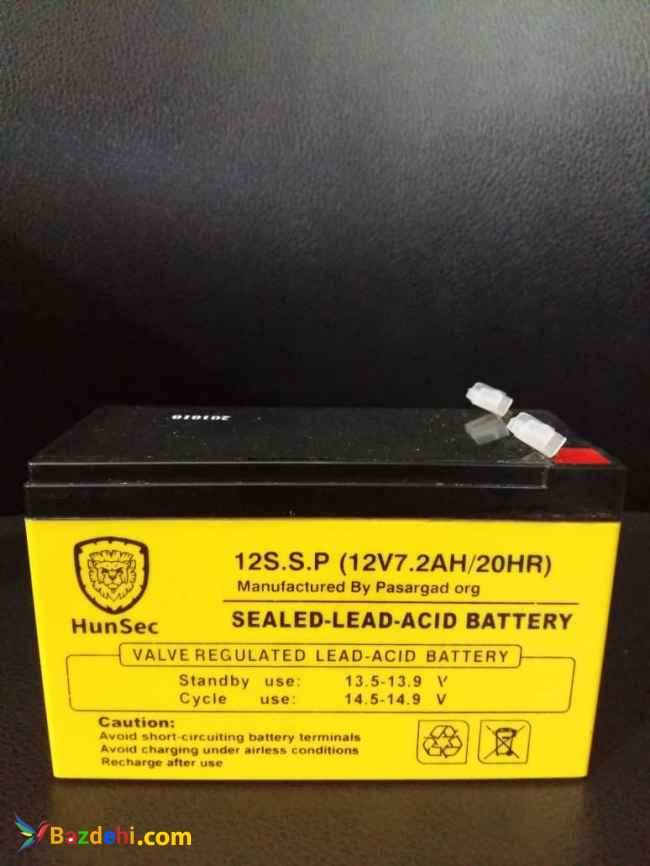 201010
12S.S.P (12V7.2AH/20HR)
Manufactured By Pasargad org
HunSec
SEALED-LEAD-ACID BATTERY
VALVE REGULATED LEAD-ACID BATTERY
Standby use: 13.5-13.9 V
Cycle use: 14.5-14.9 V
Caution:
Avoid short-circuiting battery terminals
Avoid charging under airless conditions
Recharge after use
Bazdehi.com